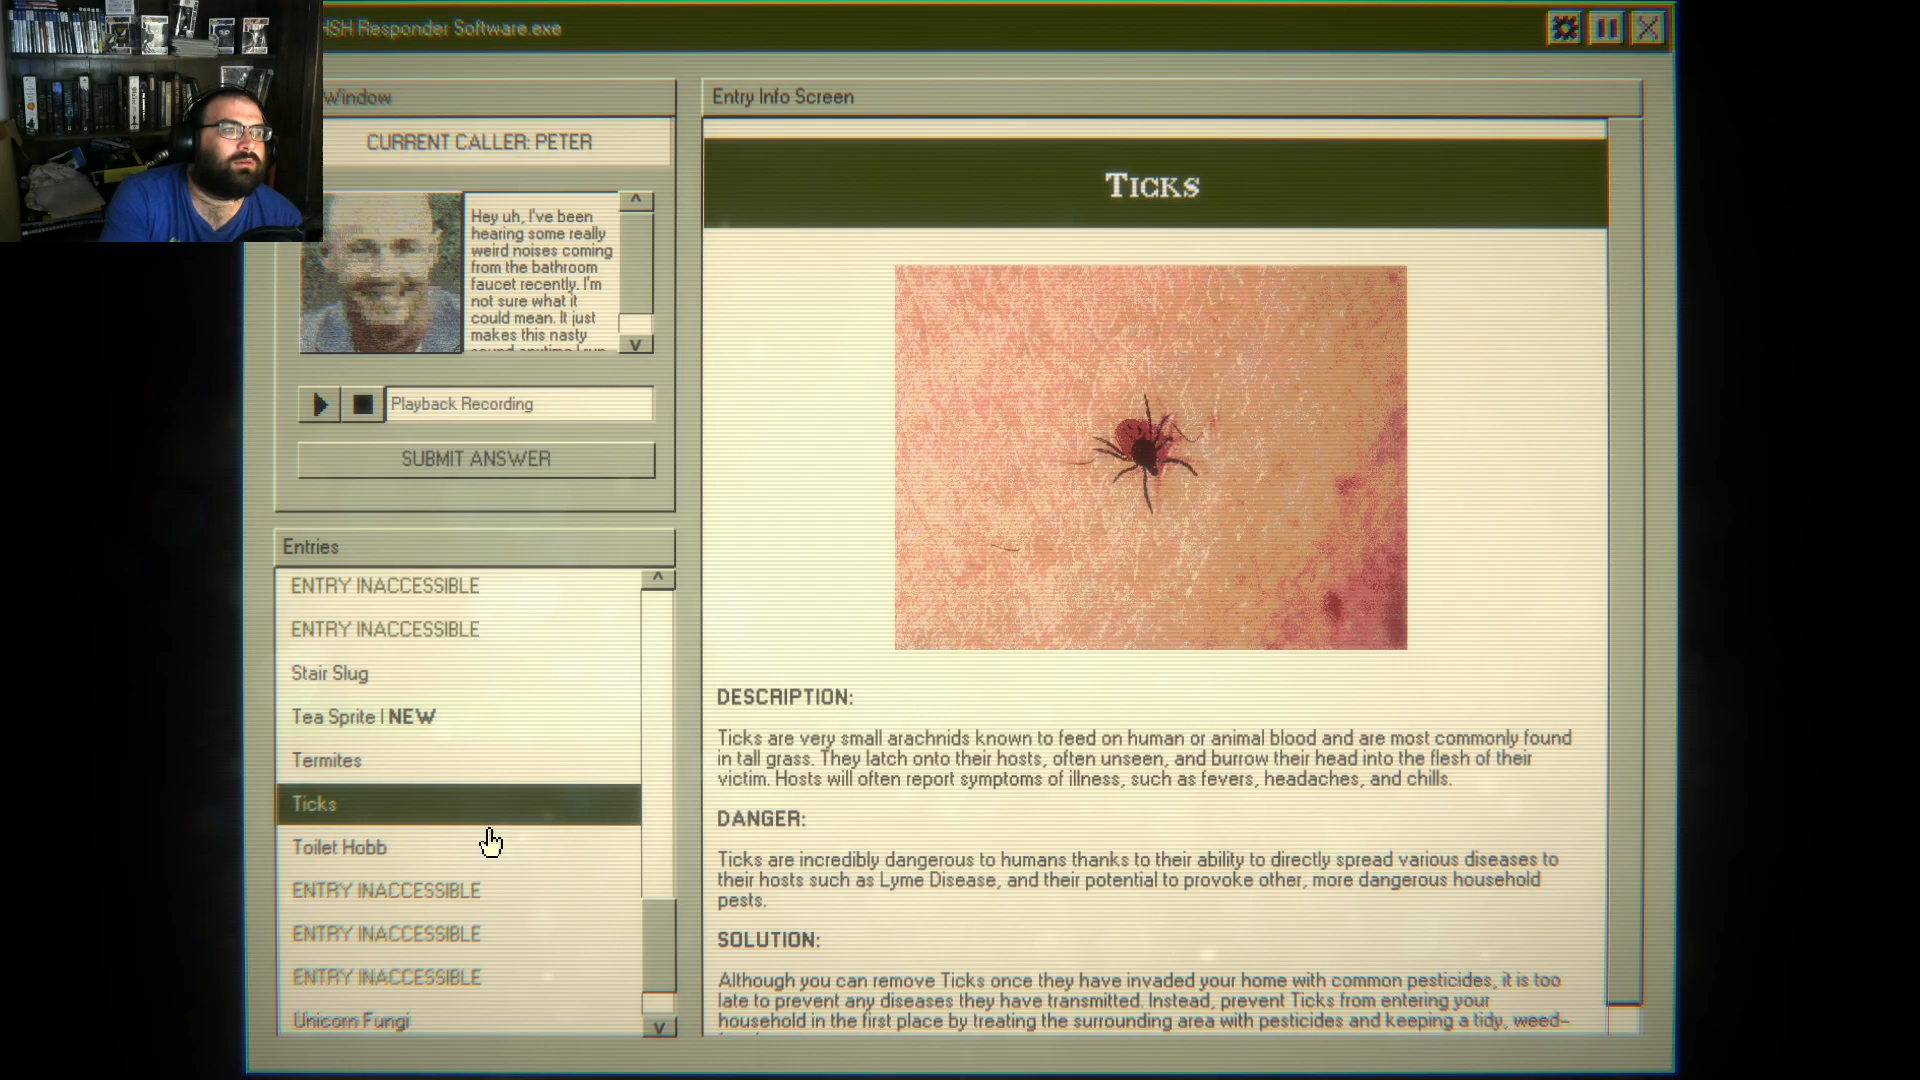 HSH Responder Software.exe
Window
CURRENT CALLER: PETER
Hey uh, I've been
hearing some really
weird noises coming
from the bathroom
faucet recently. I'm
not sure what it
could mean. It just
makes this nasty
sound anytime I run
Playback Recording
SUBMIT ANSWER
Entries
ENTRY INACCESSIBLE
ENTRY INACCESSIBLE
Stair Slug
Tea Sprite | NEW
Termites
Ticks
Toilet Hobb
ENTRY INACCESSIBLE
ENTRY INACCESSIBLE
ENTRY INACCESSIBLE
Unicorn Fungi
Entry Info Screen
TICKS
DESCRIPTION:
Ticks are very small arachnids known to feed on human or animal blood and are most commonly found
in tall grass. They latch onto their hosts, often unseen, and burrow their head into the flesh of their
victim. Hosts will often report symptoms of illness, such as fevers, headaches, and chills.
DANGER:
Ticks are incredibly dangerous to humans thanks to their ability to directly spread various diseases to
their hosts such as Lyme Disease, and their potential to provoke other, more dangerous household
pests.
SOLUTION:
Although you can remove Ticks once they have invaded your home with common pesticides, it is too
late to prevent any diseases they have transmitted. Instead, prevent Ticks from entering your
household in the first place by treating the surrounding area with pesticides and keeping a tidy, weed-